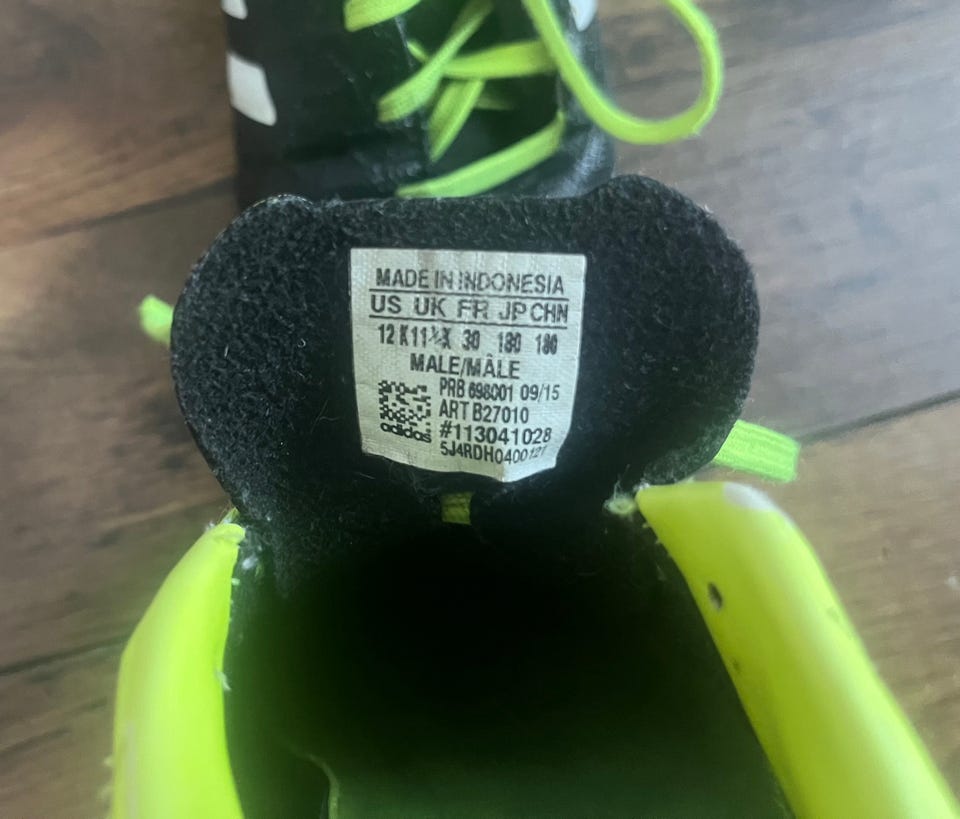 MADE IN INDONESIA
US UK FR JP CHN
12 K 11½K 30 180 180
MALE/MÂLE
PRB 698001 09/15
ART B27010
adidas #113041028
5J4RDH0400127